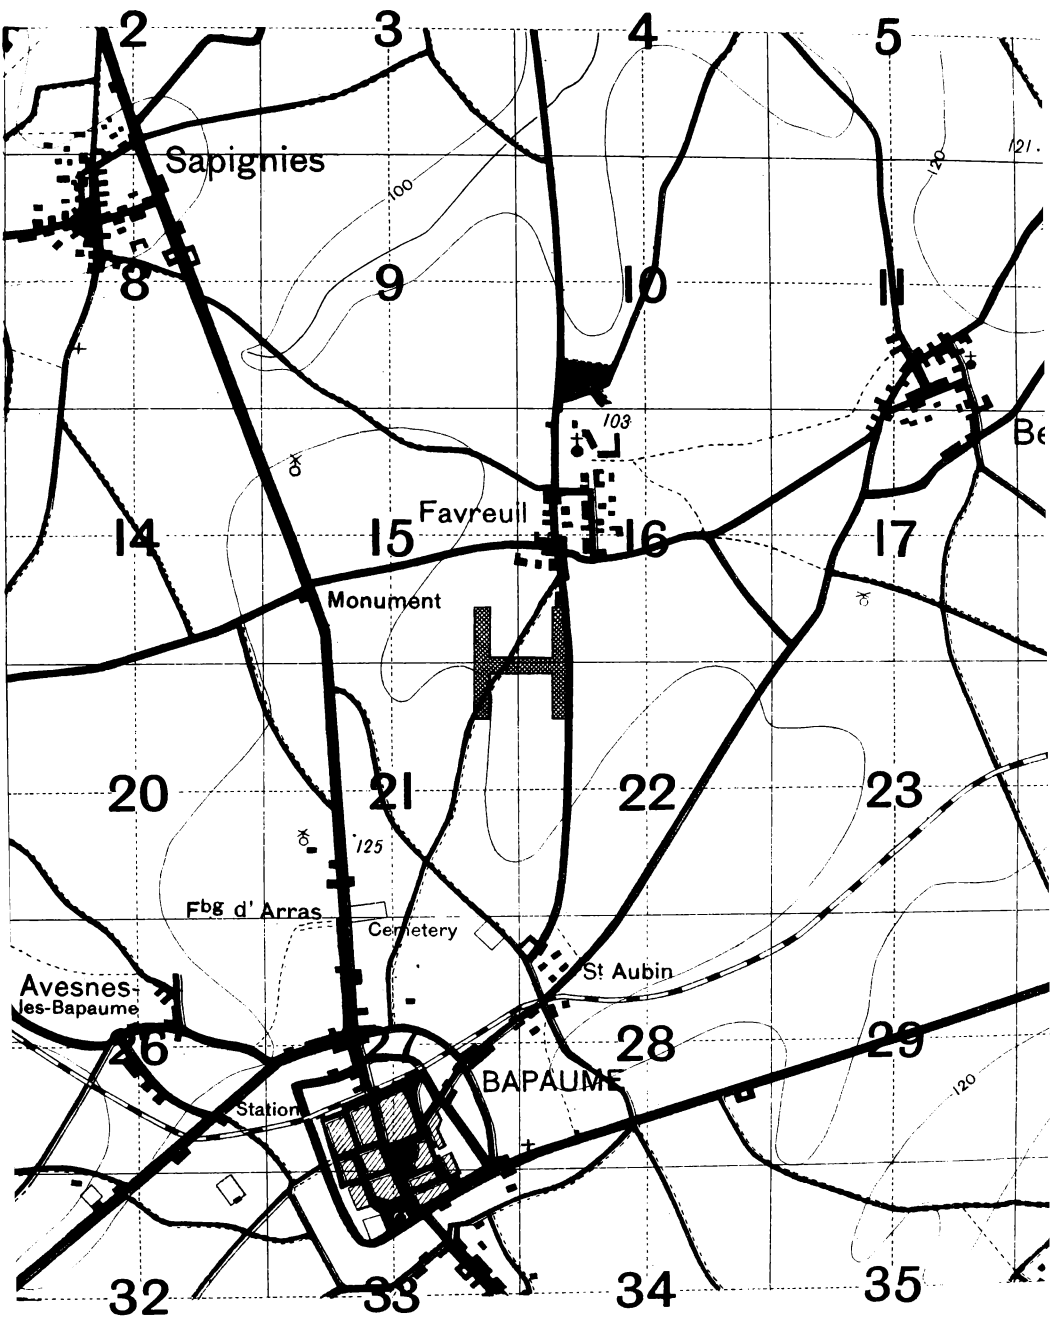 2 3 4 5
121.
Sapignies
120
100
8 9 10 11
103
Be
Favreuil
14 15 16 17
Monument
H
20 21 22 23
125
Fbg d' Arras
Cemetery
St Aubin
Avesnes-
les-Bapaume
26 28 29
BAPAUME
120
Station
32 33 34 35